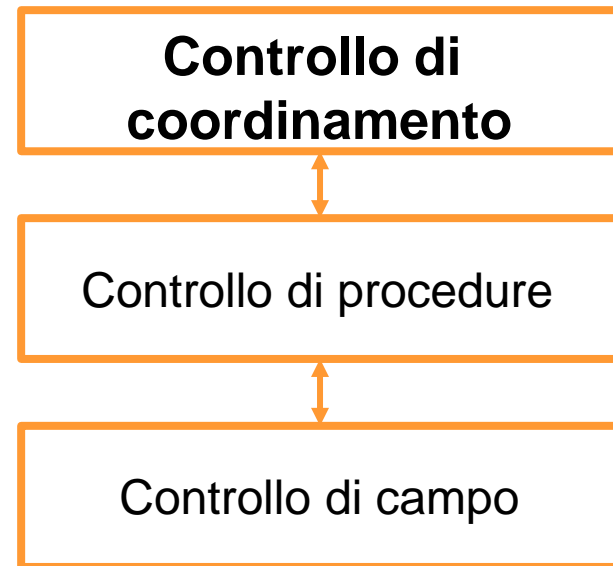 Controllo di
coordinamento
Controllo di procedure
Controllo di campo